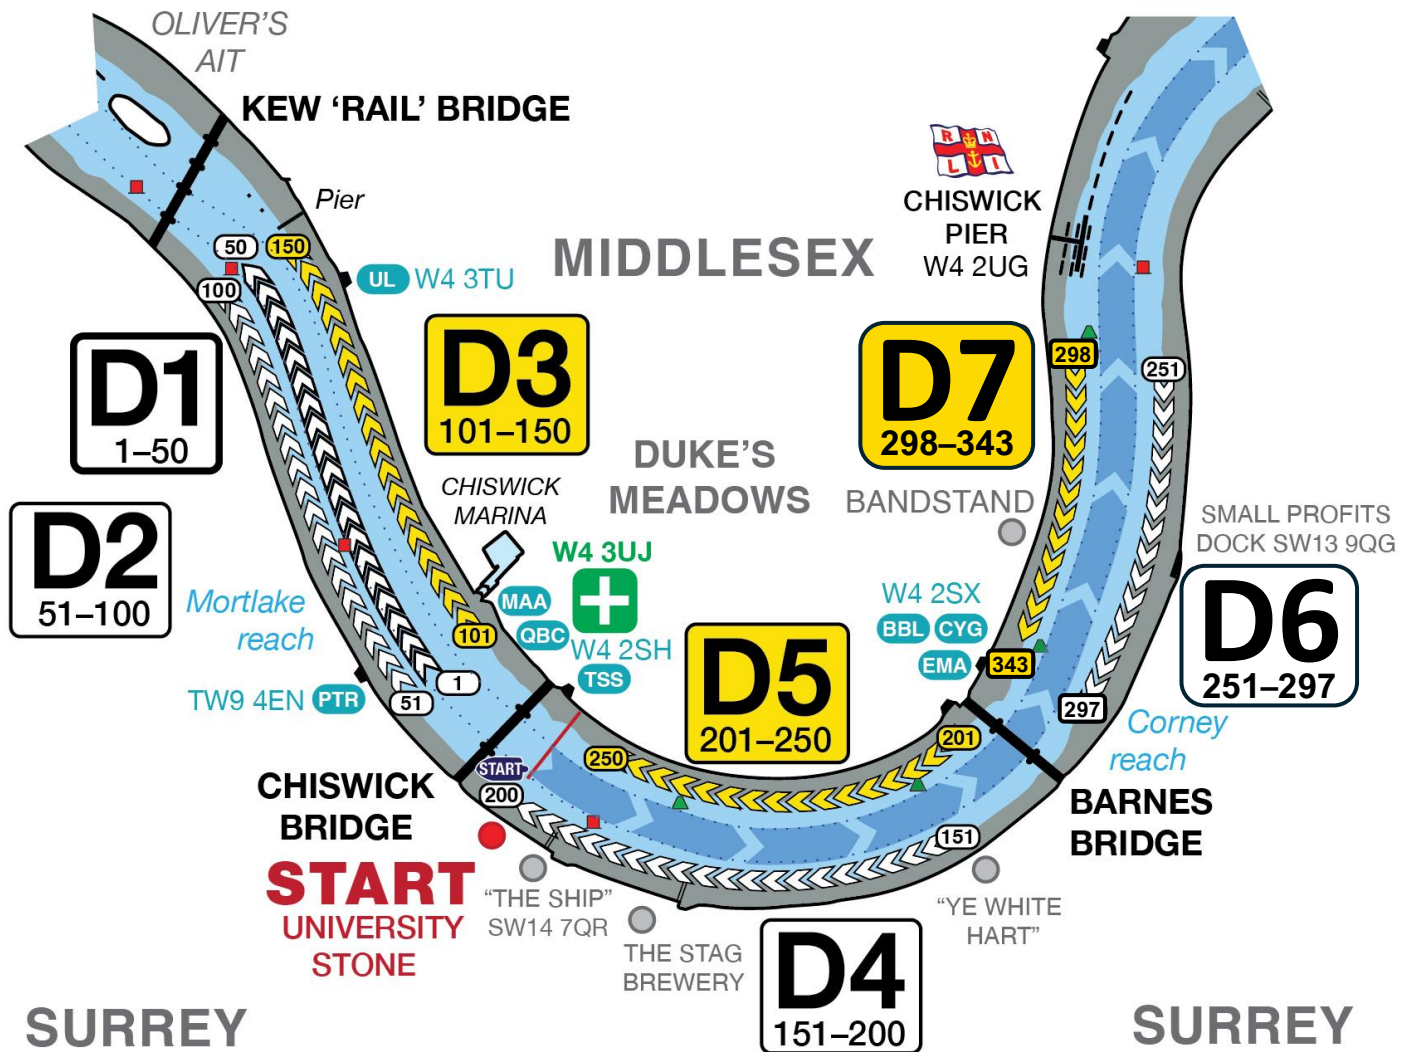 OLIVER'S
AIT
KEW 'RAIL' BRIDGE
Pier
50
150
100
UL W4 3TU
MIDDLESEX
R N
L I
CHISWICK
PIER
W4 2UG
D1
1–50
D3
101–150
D7
298–343
298
251
D2
51–100
CHISWICK
MARINA
DUKE'S
MEADOWS
BANDSTAND
SMALL PROFITS
DOCK SW13 9QG
W4 3UJ
MAA
QBC
W4 2SH
TSS
101
Mortlake
reach
TW9 4EN PTR
1
51
W4 2SX
BBL CYG
EMA
343
D6
251–297
297
Corney
reach
D5
201–250
201
250
START
200
151
CHISWICK
BRIDGE
START
UNIVERSITY
STONE
BARNES
BRIDGE
“THE SHIP”
SW14 7QR
THE STAG
BREWERY
“YE WHITE
HART”
D4
151–200
SURREY
SURREY